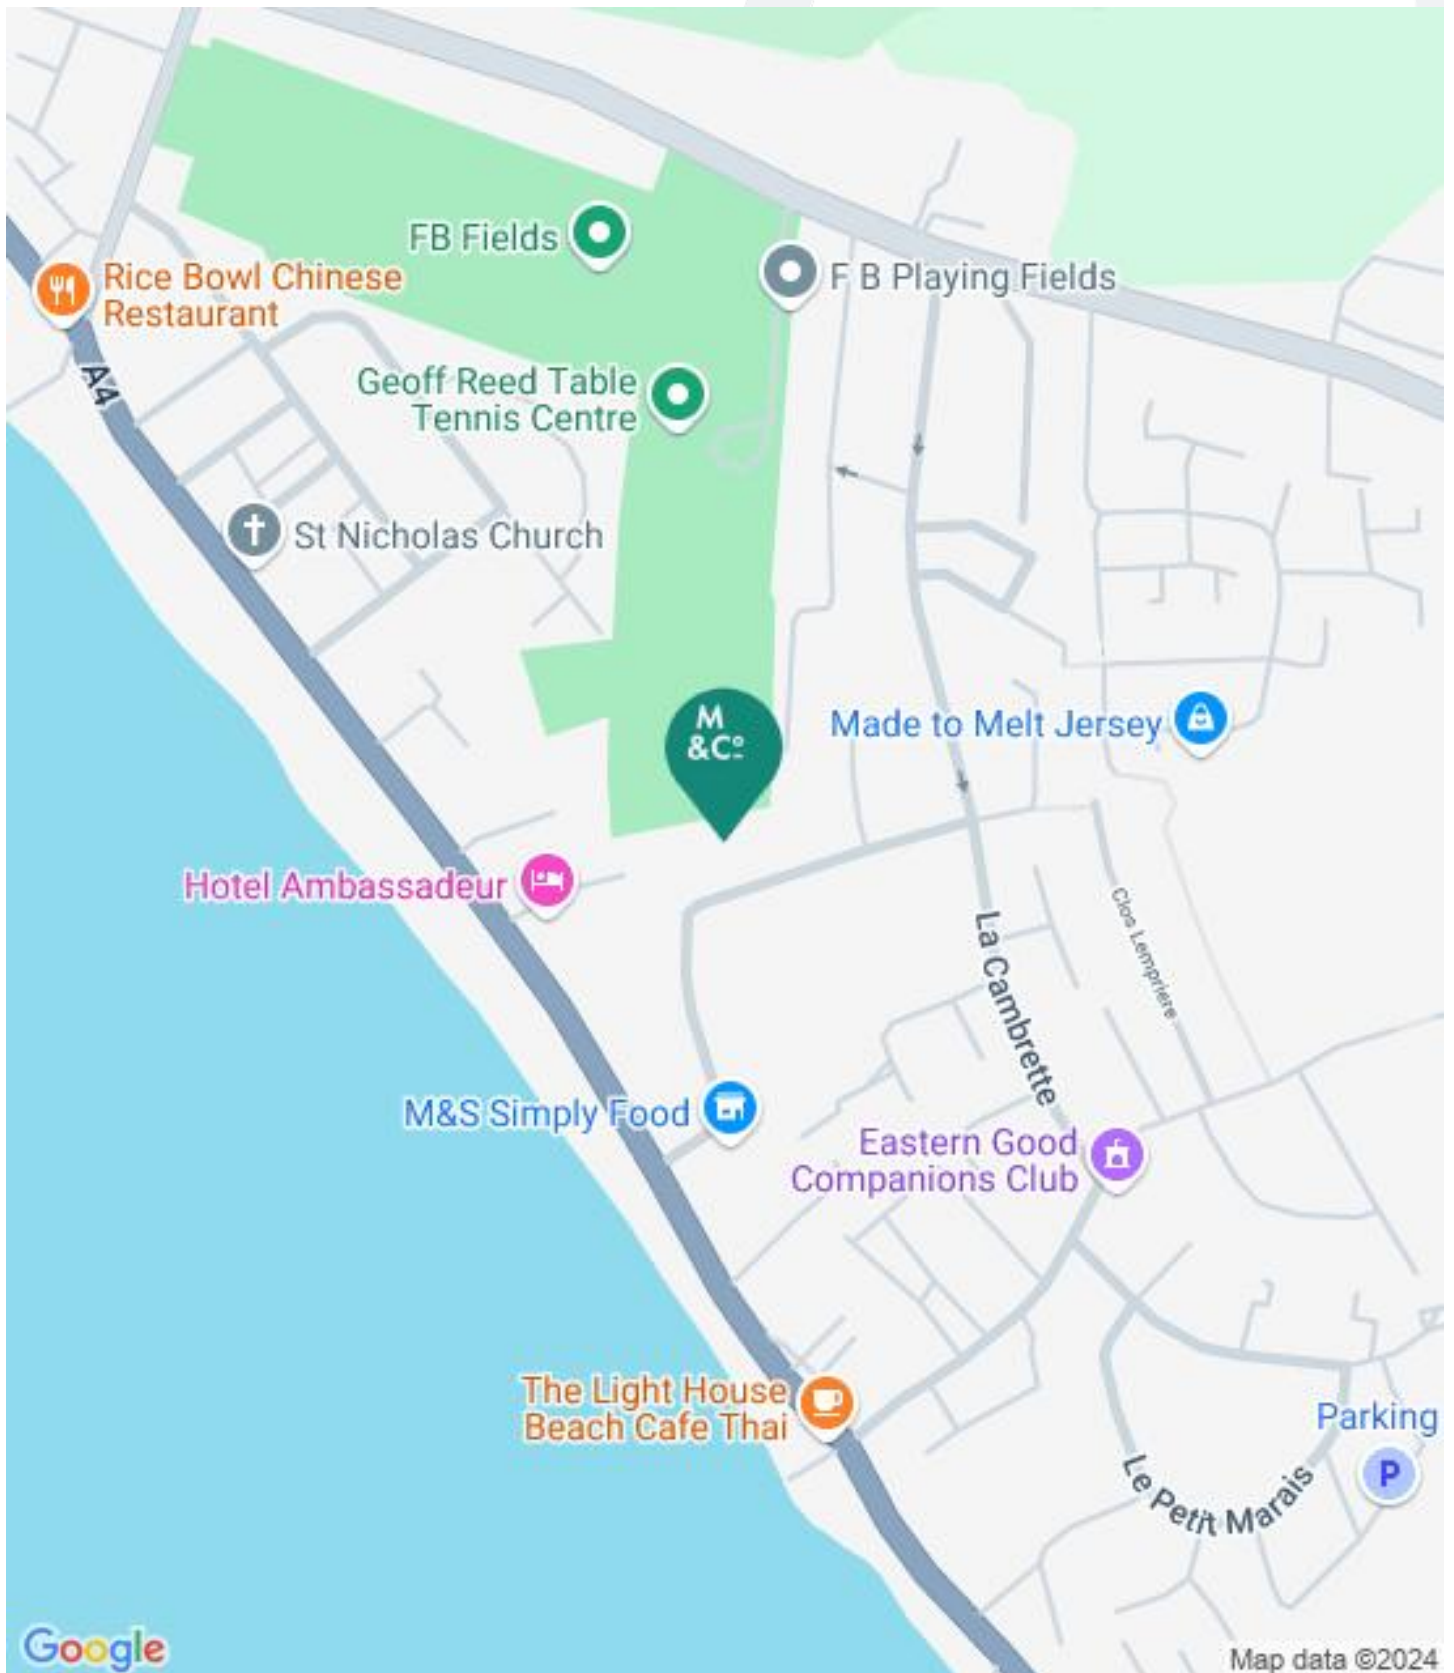 FB Fields
F B Playing Fields
Rice Bowl Chinese
Restaurant
A4
Geoff Reed Table
Tennis Centre
St Nicholas Church
M
&Cº
Made to Melt Jersey
Hotel Ambassadeur
Clos Lempriere
La Cambrette
M&S Simply Food
Eastern Good
Companions Club
The Light House
Beach Cafe Thai
Parking
P
Le Petit Marais
Google
Map data ©2024